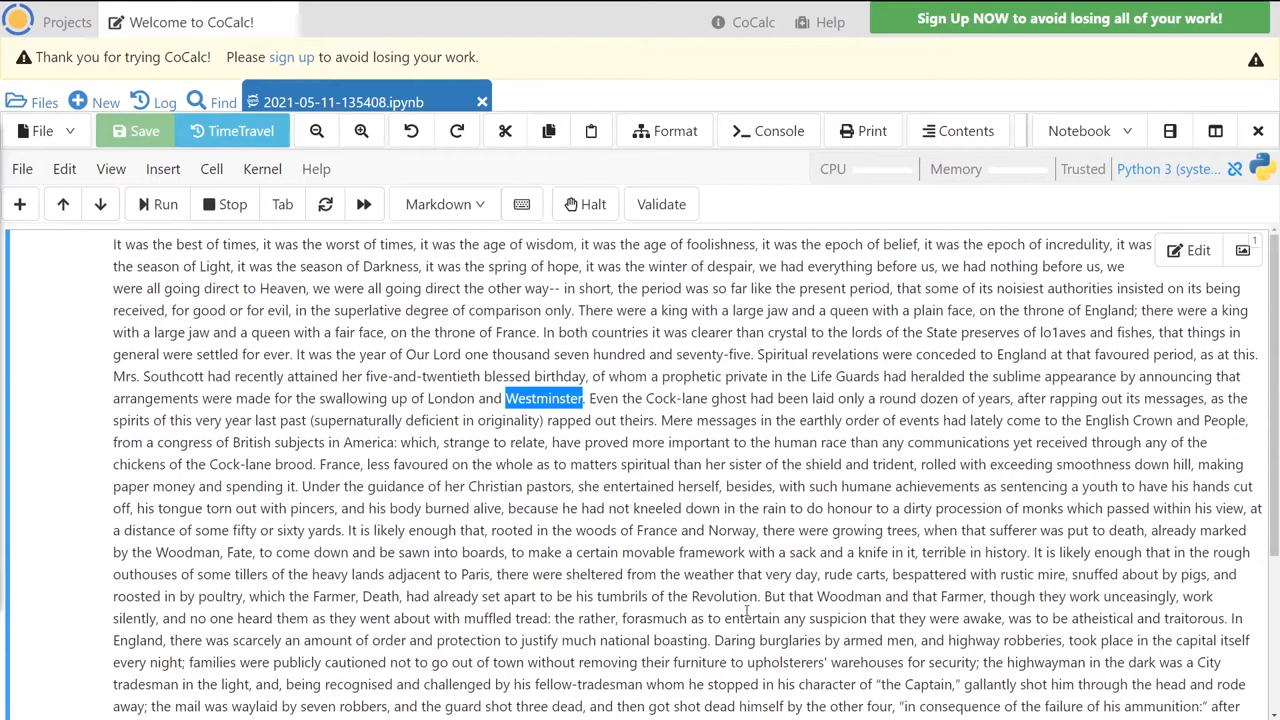 Projects Welcome to CoCalc! CoCalc Help Sign Up NOW to avoid losing all of your work!
Thank you for trying CoCalc! Please sign up to avoid losing your work.
Files New Log Find 2021-05-11-135408.ipynb
File Save TimeTravel Format Console Print Contents Notebook
File Edit View Insert Cell Kernel Help CPU Memory Trusted Python 3 (syste...
Run Stop Tab Markdown Halt Validate
It was the best of times, it was the worst of times, it was the age of wisdom, it was the age of foolishness, it was the epoch of belief, it was the epoch of incredulity, it was
Edit 1
the season of Light, it was the season of Darkness, it was the spring of hope, it was the winter of despair, we had everything before us, we had nothing before us, we
were all going direct to Heaven, we were all going direct the other way-- in short, the period was so far like the present period, that some of its noisiest authorities insisted on its being
received, for good or for evil, in the superlative degree of comparison only. There were a king with a large jaw and a queen with a plain face, on the throne of England; there were a king
with a large jaw and a queen with a fair face, on the throne of France. In both countries it was clearer than crystal to the lords of the State preserves of lo1aves and fishes, that things in
general were settled for ever. It was the year of Our Lord one thousand seven hundred and seventy-five. Spiritual revelations were conceded to England at that favoured period, as at this.
Mrs. Southcott had recently attained her five-and-twentieth blessed birthday, of whom a prophetic private in the Life Guards had heralded the sublime appearance by announcing that
arrangements were made for the swallowing up of London and Westminster. Even the Cock-lane ghost had been laid only a round dozen of years, after rapping out its messages, as the
spirits of this very year last past (supernaturally deficient in originality) rapped out theirs. Mere messages in the earthly order of events had lately come to the English Crown and People,
from a congress of British subjects in America: which, strange to relate, have proved more important to the human race than any communications yet received through any of the
chickens of the Cock-lane brood. France, less favoured on the whole as to matters spiritual than her sister of the shield and trident, rolled with exceeding smoothness down hill, making
paper money and spending it. Under the guidance of her Christian pastors, she entertained herself, besides, with such humane achievements as sentencing a youth to have his hands cut
off, his tongue torn out with pincers, and his body burned alive, because he had not kneeled down in the rain to do honour to a dirty procession of monks which passed within his view, at
a distance of some fifty or sixty yards. It is likely enough that, rooted in the woods of France and Norway, there were growing trees, when that sufferer was put to death, already marked
by the Woodman, Fate, to come down and be sawn into boards, to make a certain movable framework with a sack and a knife in it, terrible in history. It is likely enough that in the rough
outhouses of some tillers of the heavy lands adjacent to Paris, there were sheltered from the weather that very day, rude carts, bespattered with rustic mire, snuffed about by pigs, and
roosted in by poultry, which the Farmer, Death, had already set apart to be his tumbrils of the Revolution. But that Woodman and that Farmer, though they work unceasingly, work
silently, and no one heard them as they went about with muffled tread: the rather, forasmuch as to entertain any suspicion that they were awake, was to be atheistical and traitorous. In
England, there was scarcely an amount of order and protection to justify much national boasting. Daring burglaries by armed men, and highway robberies, took place in the capital itself
every night; families were publicly cautioned not to go out of town without removing their furniture to upholsterers' warehouses for security; the highwayman in the dark was a City
tradesman in the light, and, being recognised and challenged by his fellow-tradesman whom he stopped in his character of “the Captain,” gallantly shot him through the head and rode
away; the mail was waylaid by seven robbers, and the guard shot three dead, and then got shot dead himself by the other four, “in consequence of the failure of his ammunition:” after